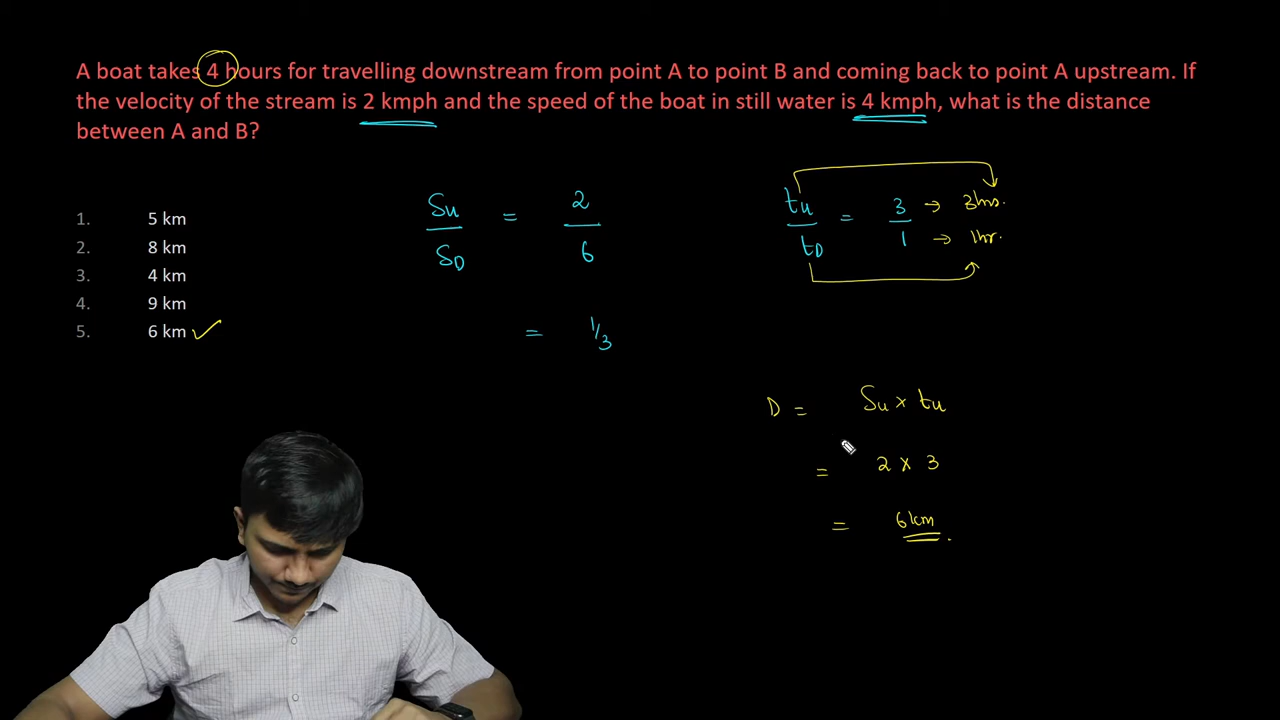 A boat takes 4 hours for travelling downstream from point A to point B and coming back to point A upstream. If
the velocity of the stream is 2 kmph and the speed of the boat in still water is 4 kmph, what is the distance
between A and B?
1. 5 km
2. 8 km
3. 4 km
4. 9 km
5. 6 km ✓
Su/SD = 2/6
= 1/3
tu/tD = 3/1 → 3hrs.
→ 1hr.
D = Su × tu
= 2 × 3
= 6km.